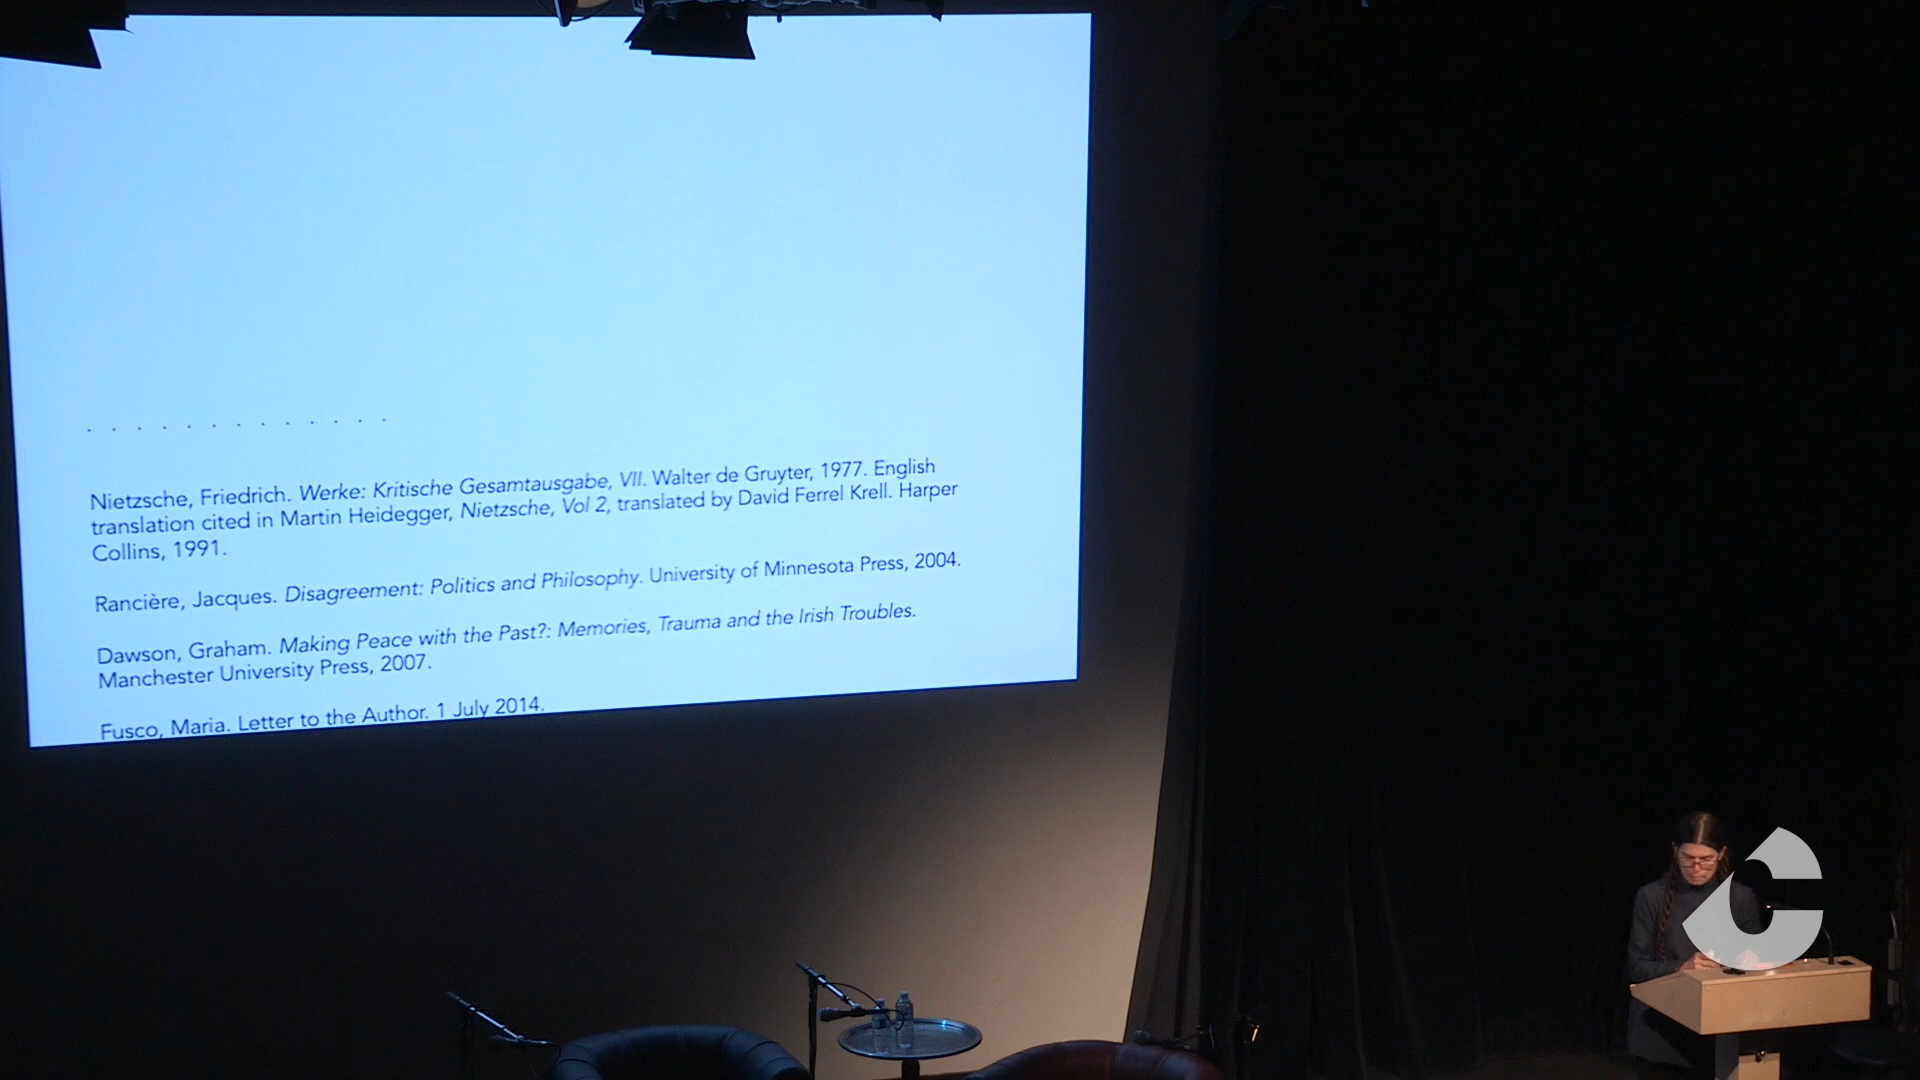 . . . . . . . . . . . . .
Nietzsche, Friedrich. Werke: Kritische Gesamtausgabe, VII. Walter de Gruyter, 1977. English
translation cited in Martin Heidegger, Nietzsche, Vol 2, translated by David Ferrel Krell. Harper
Collins, 1991.
Rancière, Jacques. Disagreement: Politics and Philosophy. University of Minnesota Press, 2004.
Dawson, Graham. Making Peace with the Past?: Memories, Trauma and the Irish Troubles.
Manchester University Press, 2007.
Fusco, Maria. Letter to the Author. 1 July 2014.
C